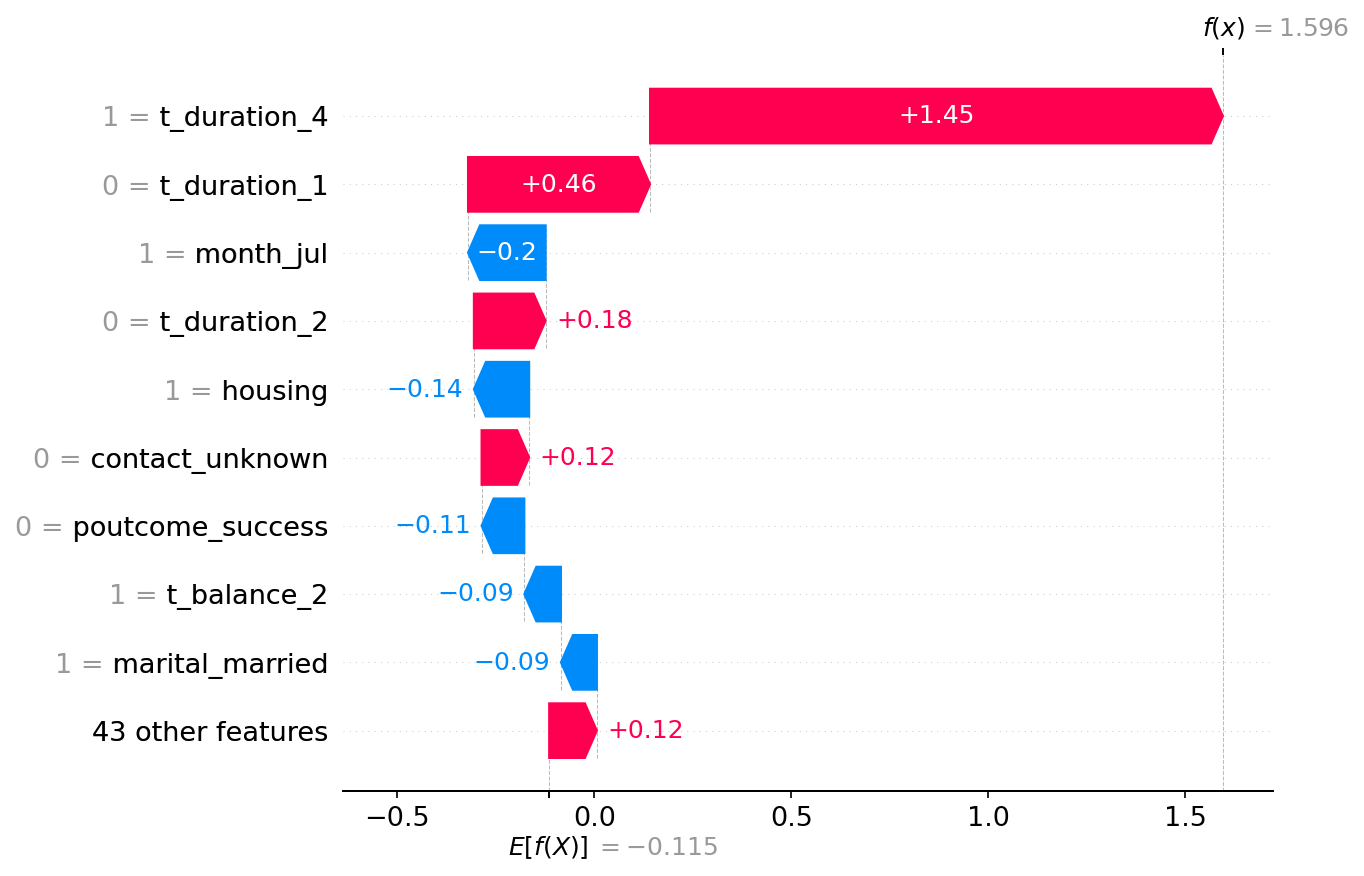 f(x) = 1.596
1 = t_duration_4 +1.45
0 = t_duration_1 +0.46
1 = month_jul −0.2
0 = t_duration_2 +0.18
1 = housing −0.14
0 = contact_unknown +0.12
0 = poutcome_success −0.11
1 = t_balance_2 −0.09
1 = marital_married −0.09
43 other features +0.12
−0.5 0.0 0.5 1.0 1.5
E[f(X)] = −0.115